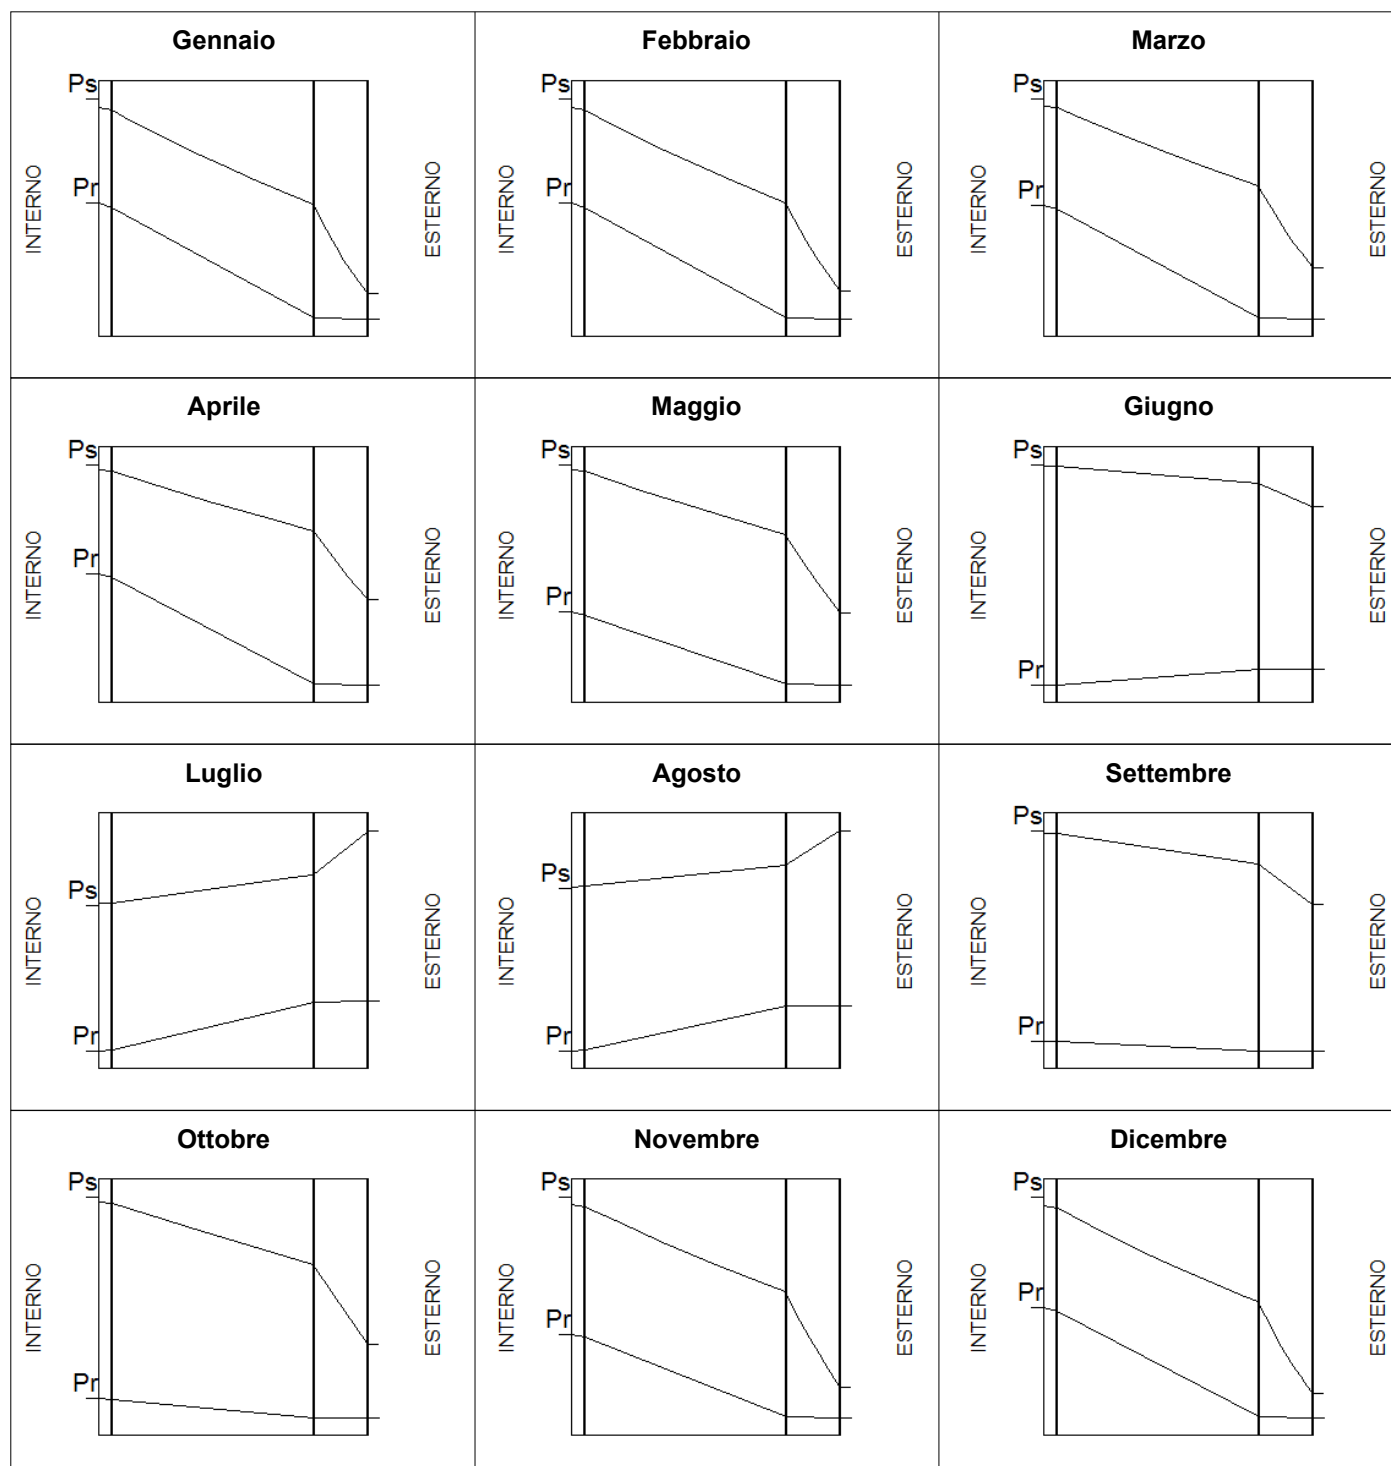 Gennaio
Ps
Pr
INTERNO
ESTERNO
Febbraio
Ps
Pr
INTERNO
ESTERNO
Marzo
Ps
Pr
INTERNO
ESTERNO
Aprile
Ps
Pr
INTERNO
ESTERNO
Maggio
Ps
Pr
INTERNO
ESTERNO
Giugno
Ps
Pr
INTERNO
ESTERNO
Luglio
Ps
Pr
INTERNO
ESTERNO
Agosto
Ps
Pr
INTERNO
ESTERNO
Settembre
Ps
Pr
INTERNO
ESTERNO
Ottobre
Ps
Pr
INTERNO
ESTERNO
Novembre
Ps
Pr
INTERNO
ESTERNO
Dicembre
Ps
Pr
INTERNO
ESTERNO